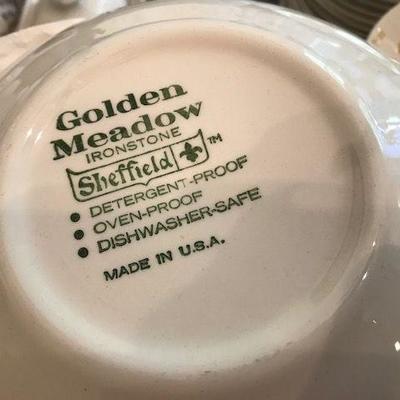 Golden
Meadow
IRONSTONE
Sheffield TM
• DETERGENT-PROOF
• OVEN-PROOF
• DISHWASHER-SAFE
MADE IN U.S.A.